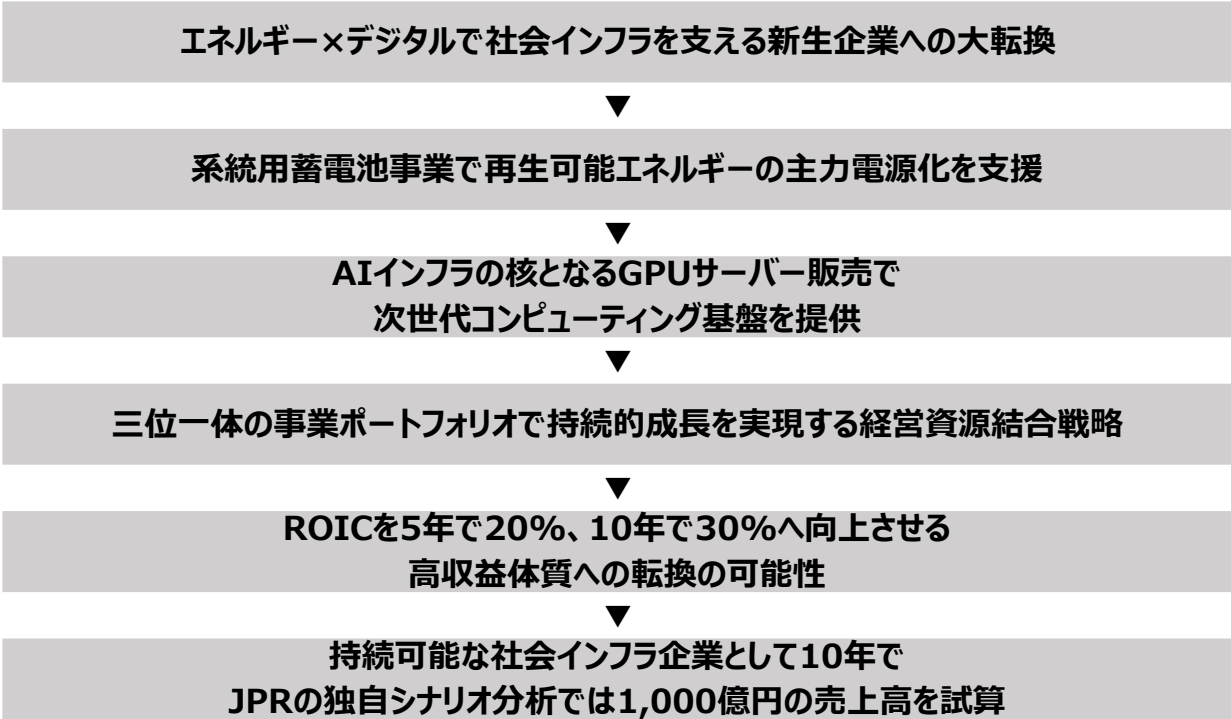 エネルギー×デジタルで社会インフラを支える新生企業への大転換
▼
系統用蓄電池事業で再生可能エネルギーの主力電源化を支援
▼
AIインフラの核となるGPUサーバー販売で
次世代コンピューティング基盤を提供
▼
三位一体の事業ポートフォリオで持続的成長を実現する経営資源結合戦略
▼
ROICを5年で20%、10年で30%へ向上させる
高収益体質への転換の可能性
▼
持続可能な社会インフラ企業として10年で
JPRの独自シナリオ分析では1,000億円の売上高を試算